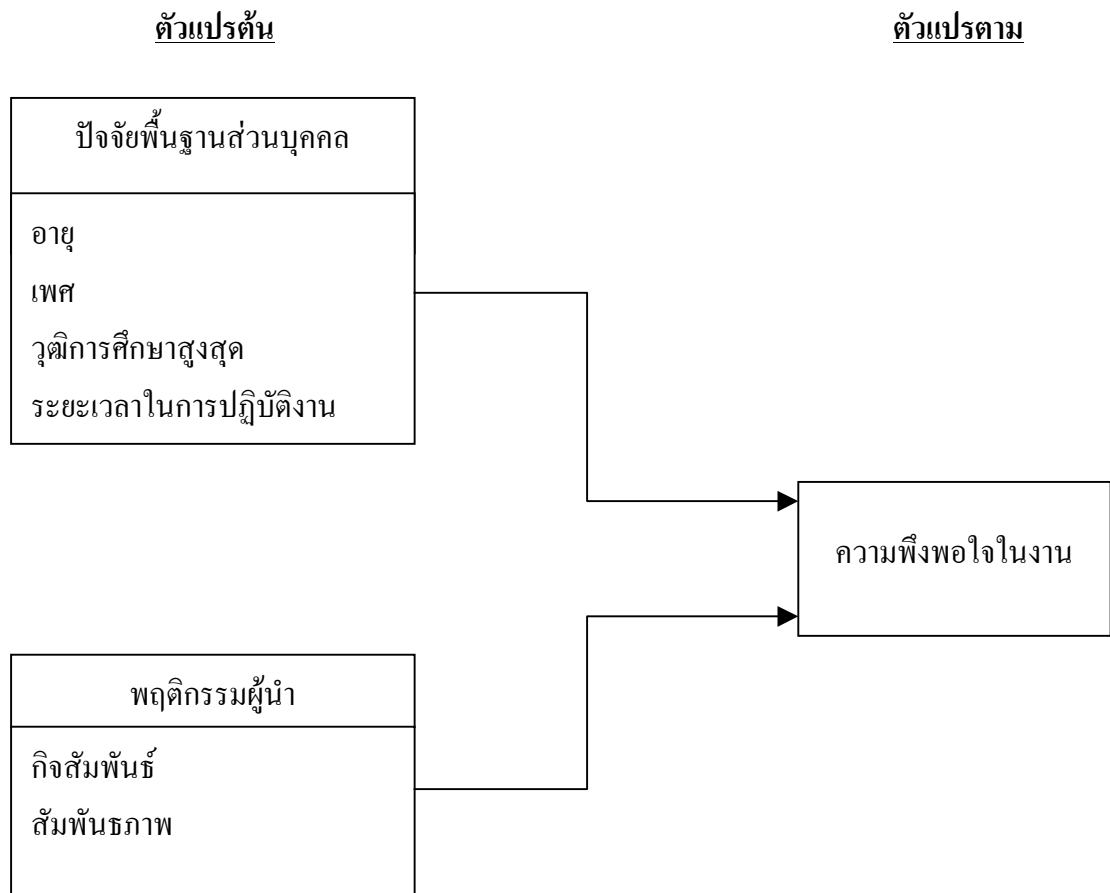 ตัวแปรต้น
ตัวแปรตาม
ปัจจัยพื้นฐานส่วนบุคคล
อายุ
เพศ
วุฒิการศึกษาสูงสุด
ระยะเวลาในการปฏิบัติงาน
ความพึงพอใจในงาน
พฤติกรรมผู้นำ
กิจสัมพันธ์
สัมพันธภาพ